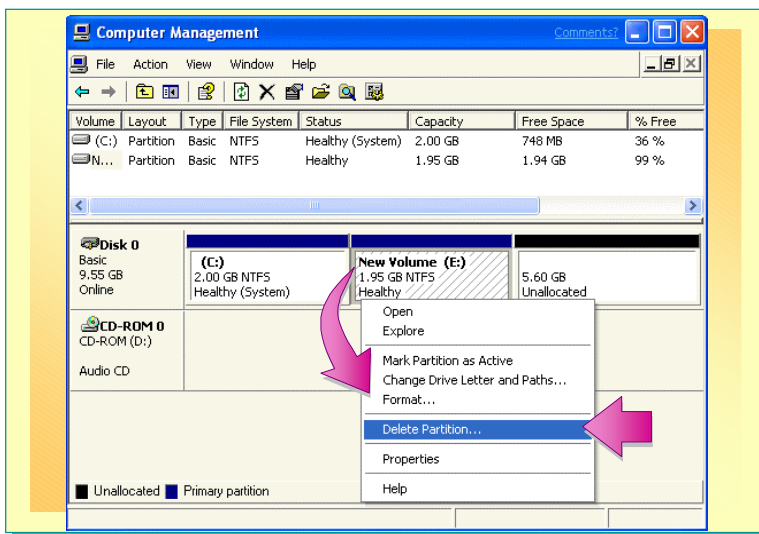 Computer Management Comments?
File Action View Window Help
Volume Layout Type File System Status Capacity Free Space % Free
(C:) Partition Basic NTFS Healthy (System) 2.00 GB 748 MB 36 %
N... Partition Basic NTFS Healthy 1.95 GB 1.94 GB 99 %
Disk 0
Basic
9.55 GB
Online
(C:)
2.00 GB NTFS
Healthy (System)
New Volume (E:)
1.95 GB NTFS
Healthy
5.60 GB
Unallocated
CD-ROM 0
CD-ROM (D:)
Audio CD
Open
Explore
Mark Partition as Active
Change Drive Letter and Paths...
Format...
Delete Partition...
Properties
Help
Unallocated Primary partition